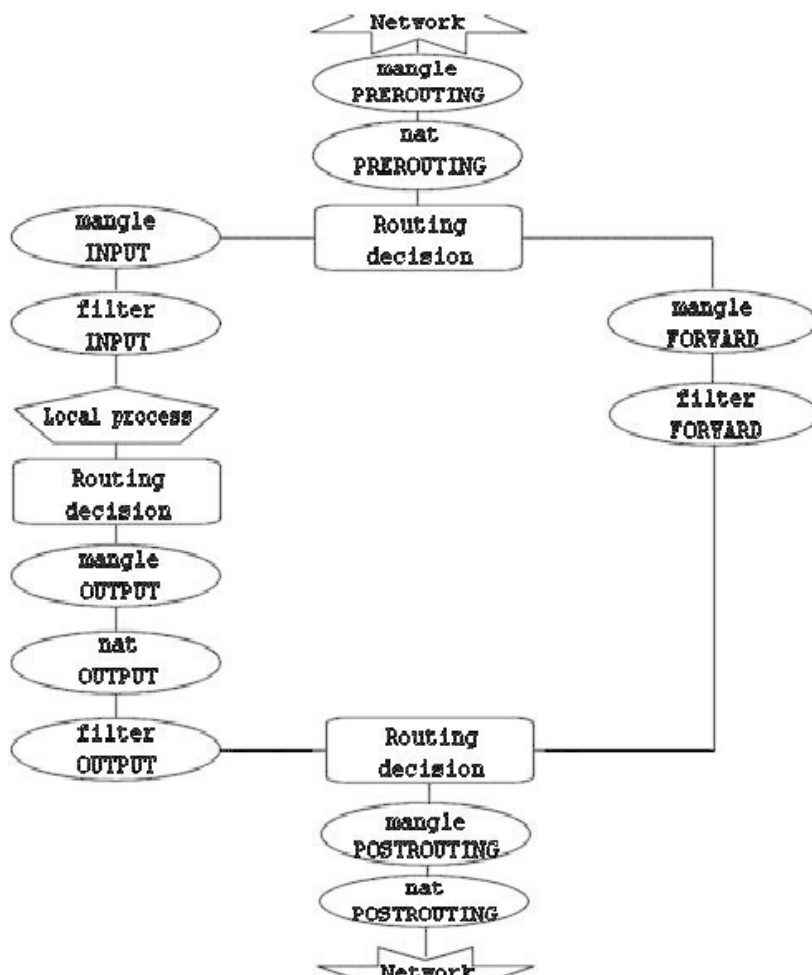 Network
mangle
PREROUTING
nat
PREROUTING
Routing
decision
mangle
INPUT
filter
INPUT
Local process
Routing
decision
mangle
OUTPUT
nat
OUTPUT
filter
OUTPUT
mangle
FORWARD
filter
FORWARD
Routing
decision
mangle
POSTROUTING
nat
POSTROUTING
Network